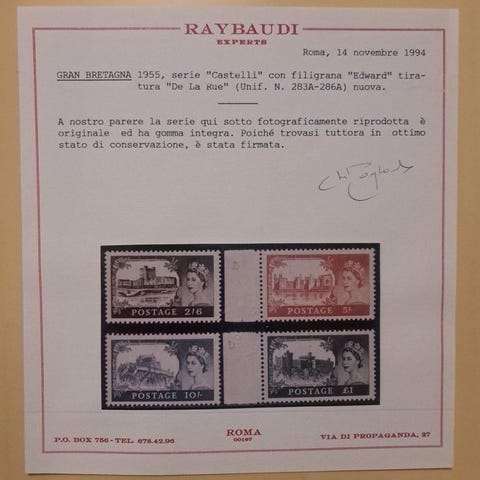 RAYBAUDI
EXPERTS
Roma, 14 novembre 1994
GRAN BRETAGNA 1955, serie "Castelli" con filigrana "Edward" tira-
tura "De La Rue" (Unif. N. 283A-286A) nuova.
A nostro parere la serie qui sotto fotograficamente riprodotta è
originale ed ha gomma integra. Poiché trovasi tuttora in ottimo
stato di conservazione, è stata firmata.
POSTAGE 2/6
POSTAGE 5/-
POSTAGE 10/-
POSTAGE £1
ROMA
P.O. BOX 756 - TEL. 678.42.96
00187
VIA DI PROPAGANDA, 27